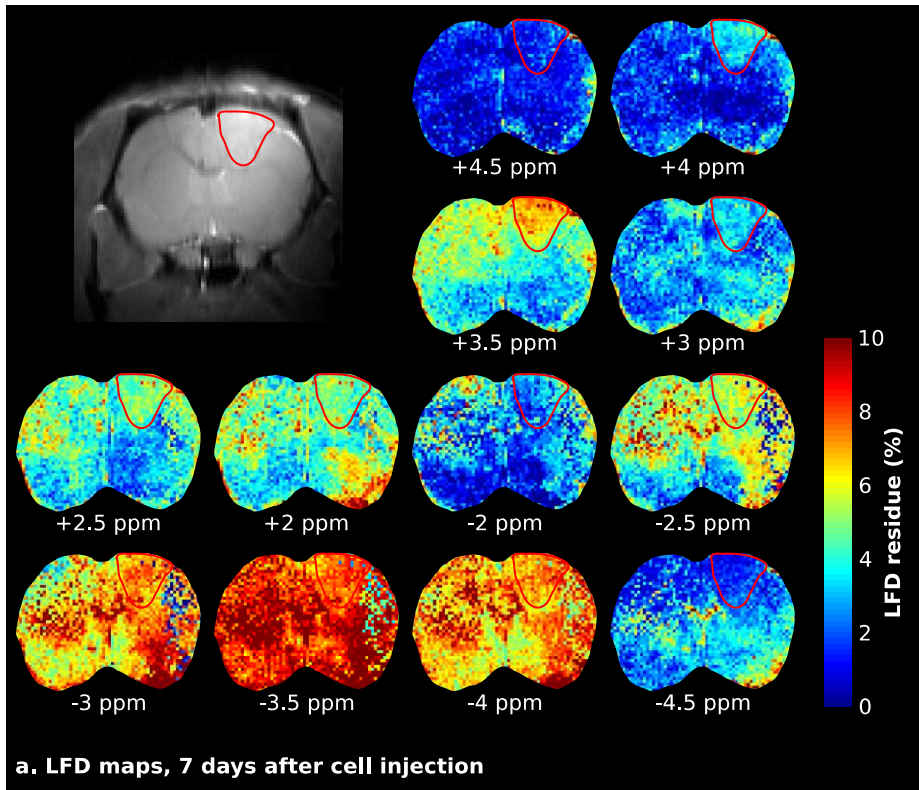 +4.5 ppm
+4 ppm
+3.5 ppm
+3 ppm
+2.5 ppm
+2 ppm
-2 ppm
-2.5 ppm
-3 ppm
-3.5 ppm
-4 ppm
-4.5 ppm
10
8
6
4
2
0
LFD residue (%)
a. LFD maps, 7 days after cell injection